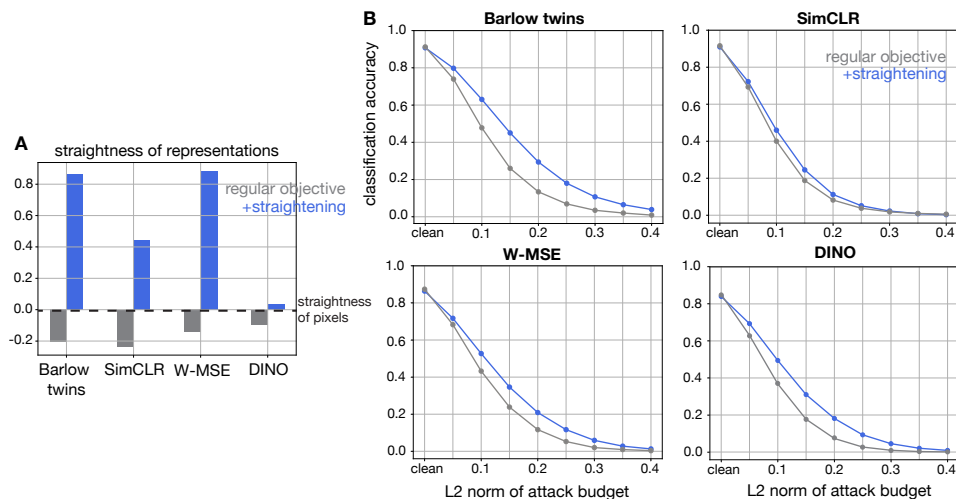 A
straightness of representations
0.8
0.6
0.4
0.2
0.0
-0.2
regular objective
+straightening
straightness
of pixels
Barlow
twins
SimCLR
W-MSE
DINO
B
Barlow twins
classification accuracy
1.0
0.8
0.6
0.4
0.2
0.0
clean
0.1
0.2
0.3
0.4
SimCLR
regular objective
+straightening
1.0
0.8
0.6
0.4
0.2
0.0
clean
0.1
0.2
0.3
0.4
W-MSE
1.0
0.8
0.6
0.4
0.2
0.0
clean
0.1
0.2
0.3
0.4
L2 norm of attack budget
DINO
1.0
0.8
0.6
0.4
0.2
0.0
clean
0.1
0.2
0.3
0.4
L2 norm of attack budget